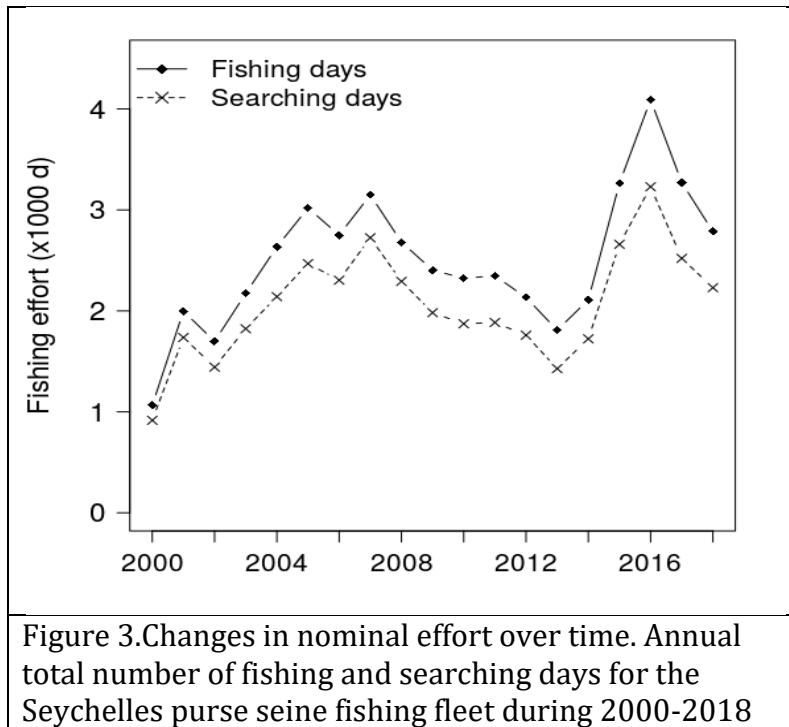 Fishing days
Searching days
Fishing effort (x1000 d)
4
3
2
1
0
2000 2004 2008 2012 2016
Figure 3.Changes in nominal effort over time. Annual
total number of fishing and searching days for the
Seychelles purse seine fishing fleet during 2000-2018